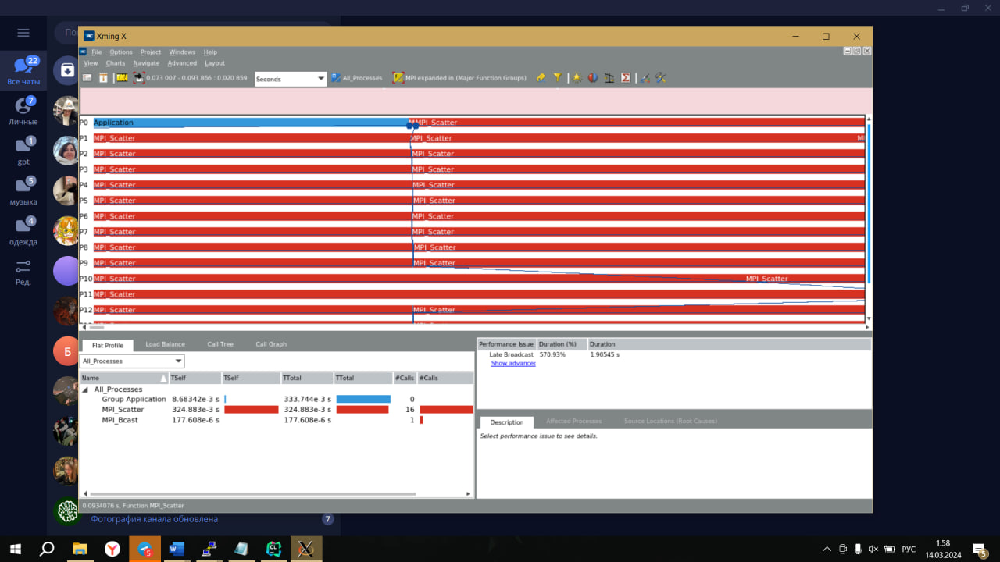 По
22
Все чаты
7
Личные
1
gpt
5
музыка
4
одежда
Ред.
Б
Xming X
File Options Project Windows Help
View Charts Navigate Advanced Layout
0.073 007 - 0.093 866 : 0.020 859 Seconds All_Processes MPI expanded in (Major Function Groups)
P0 Application MMPI_Scatter
P1 MPI_Scatter MPI_Scatter MI
P2 MPI_Scatter MPI_Scatter
P3 MPI_Scatter MPI_Scatter
P4 MPI_Scatter MPI_Scatter
P5 MPI_Scatter MPI_Scatter
P6 MPI_Scatter MPI_Scatter
P7 MPI_Scatter MPI_Scatter
P8 MPI_Scatter MPI_Scatter
P9 MPI_Scatter MPI_Scatter
P10 MPI_Scatter MPI_Scatter
P11 MPI_Scatter
P12 MPI_Scatter MPI_Scatter
Flat Profile Load Balance Call Tree Call Graph
All_Processes
Name TSelf TSelf TTotal TTotal #Calls #Calls
All_Processes
Group Application 8.68342e-3 s 333.744e-3 s 0
MPI_Scatter 324.883e-3 s 324.883e-3 s 16
MPI_Bcast 177.608e-6 s 177.608e-6 s 1
Performance Issue Duration (%) Duration
Late Broadcast 570.93% 1.90545 s
Show advanced
Description Affected Processes Source Locations (Root Causes)
Select performance issue to see details.
0.0934076 s, Function MPI_Scatter
Фотография канала обновлена 7
5
W
CL
РУС
1:58
14.03.2024
5